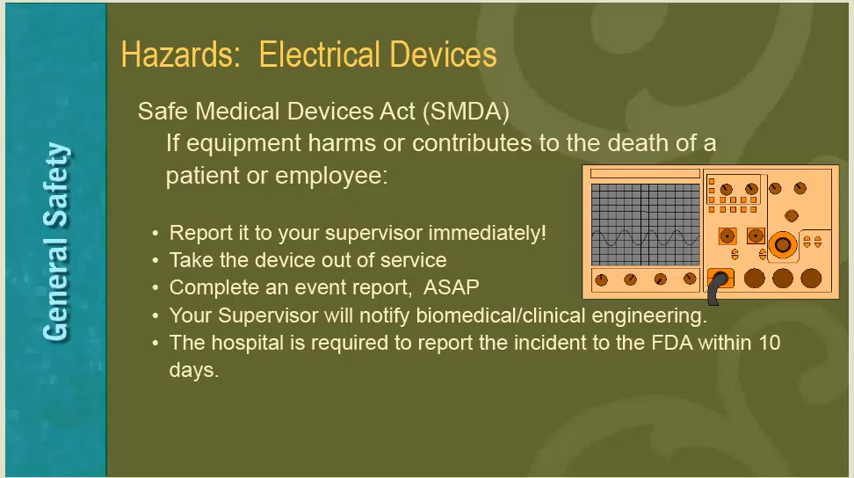 General Safety
Hazards:  Electrical Devices
Safe Medical Devices Act (SMDA)
If equipment harms or contributes to the death of a
patient or employee:
• Report it to your supervisor immediately!
• Take the device out of service
• Complete an event report,  ASAP
• Your Supervisor will notify biomedical/clinical engineering.
• The hospital is required to report the incident to the FDA within 10
days.